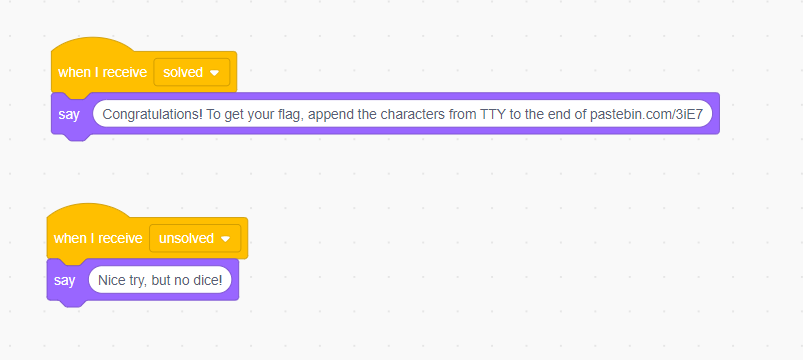 when I receive solved
say Congratulations! To get your flag, append the characters from TTY to the end of pastebin.com/3iE7
when I receive unsolved
say Nice try, but no dice!